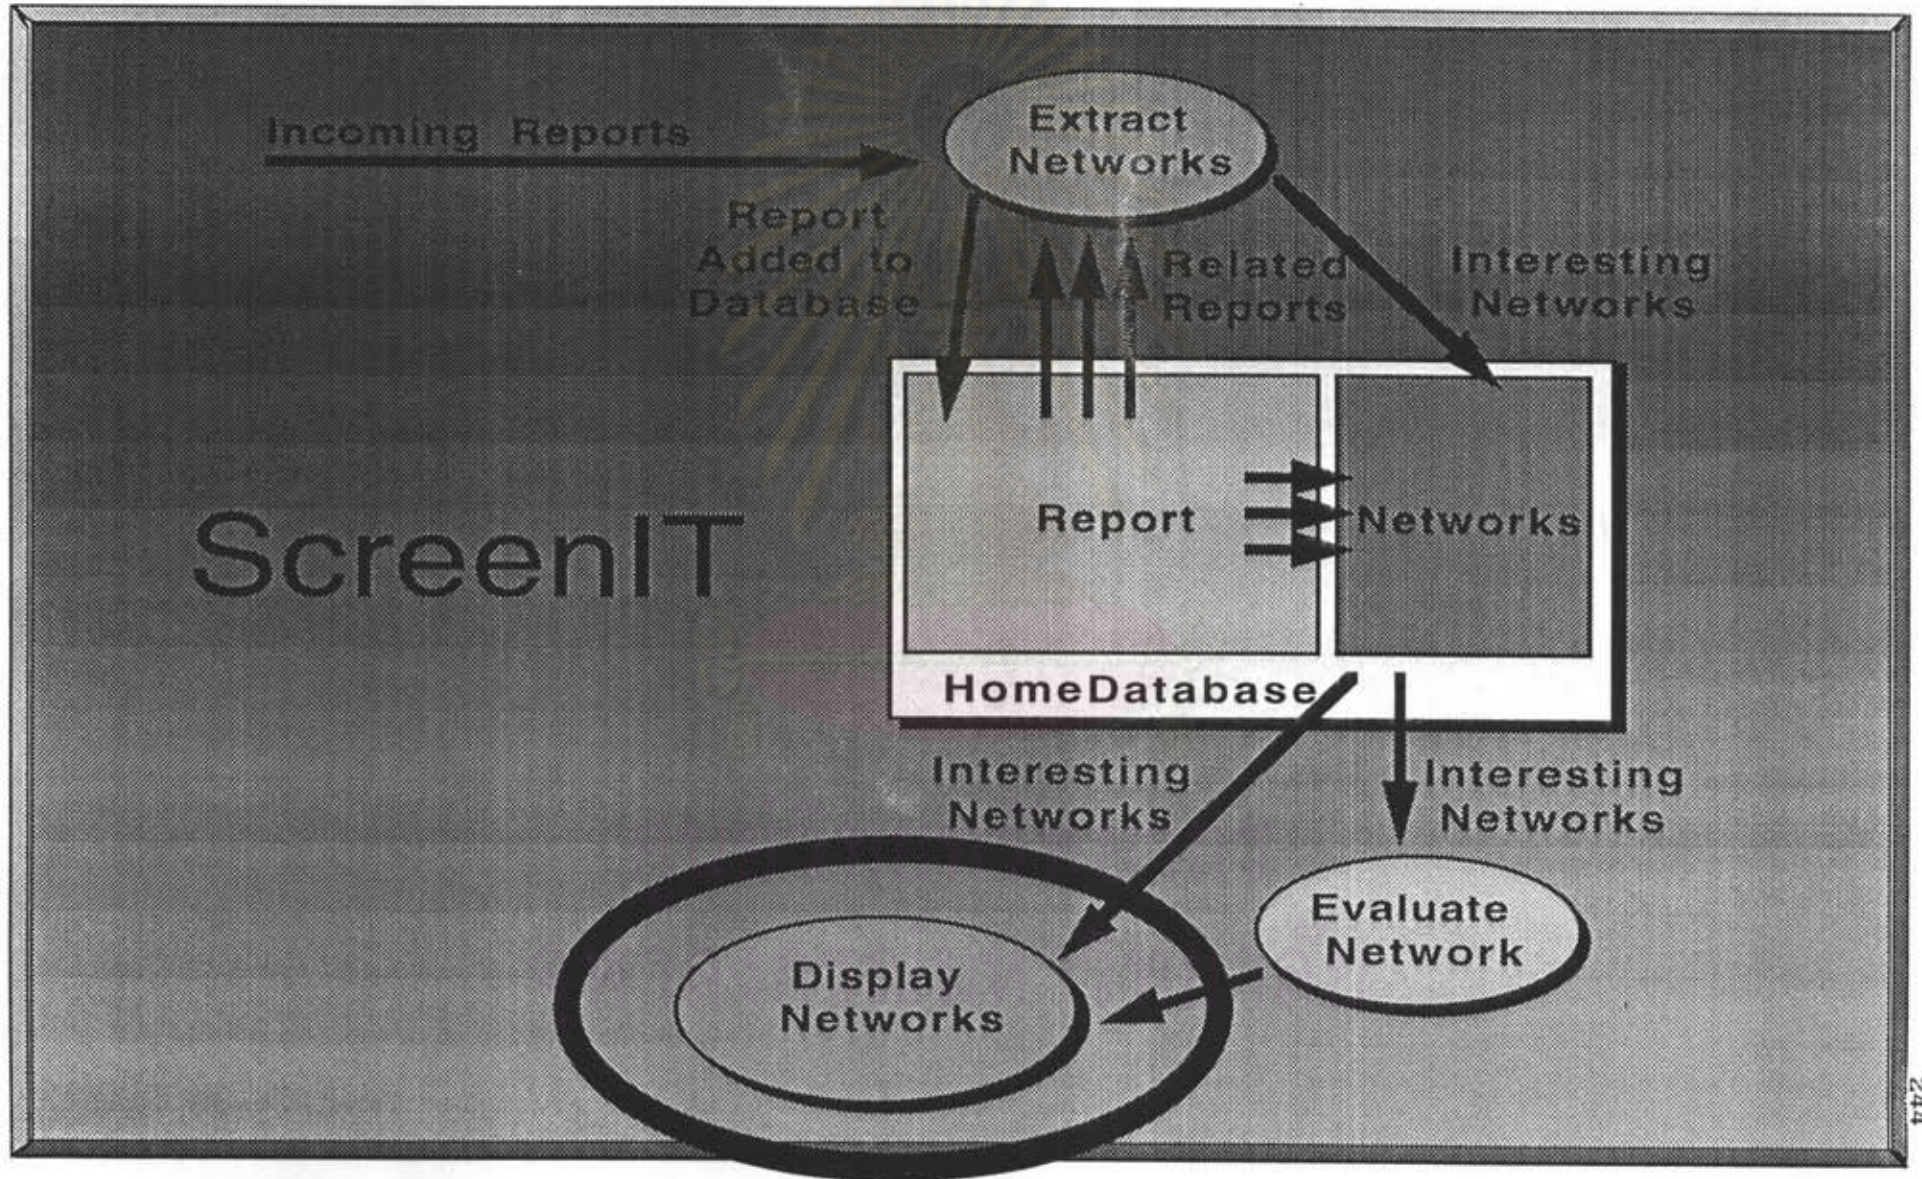 Incoming Reports
Extract
Networks
Report
Added to
Database
Related
Reports
Interesting
Networks
ScreenIT
Report
Networks
HomeDatabase
Interesting
Networks
Interesting
Networks
Evaluate
Network
Display
Networks
244